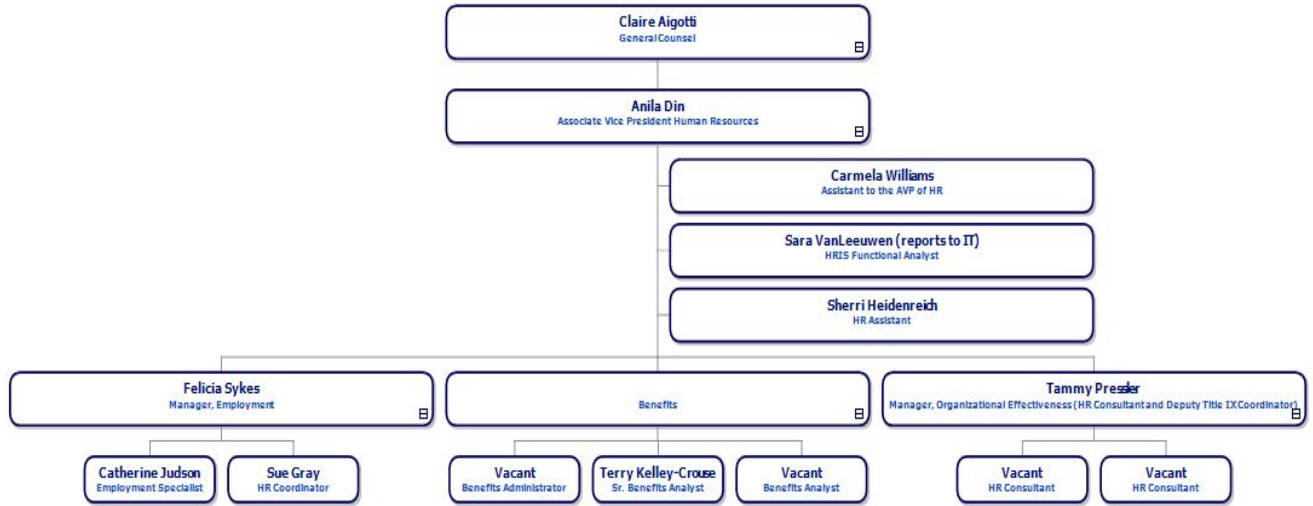 Claire Aigotti
General Counsel
Anila Din
Associate Vice President Human Resources
Carmela Williams
Assistant to the AVP of HR
Sara VanLeeuwen (reports to IT)
HRIS Functional Analyst
Sherri Heidenreich
HR Assistant
Felicia Sykes
Manager, Employment
Benefits
Tammy Pressler
Manager, Organizational Effectiveness (HR Consultant and Deputy Title IX Coordinator)
Catherine Judson
Employment Specialist
Sue Gray
HR Coordinator
Vacant
Benefits Administrator
Terry Kelley-Crouse
Sr. Benefits Analyst
Vacant
Benefits Analyst
Vacant
HR Consultant
Vacant
HR Consultant